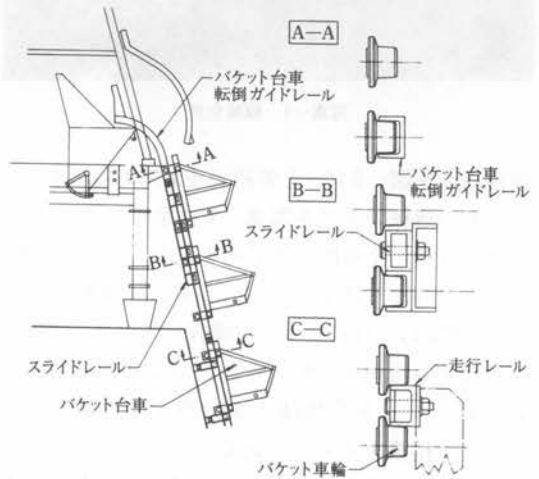 A—A
バケット台車
転倒ガイドレール
A
A
バケット台車
転倒ガイドレール
B—B
スライドレール
B
B
C—C
C
C
スライドレール
走行レール
バケット台車
バケット車輪